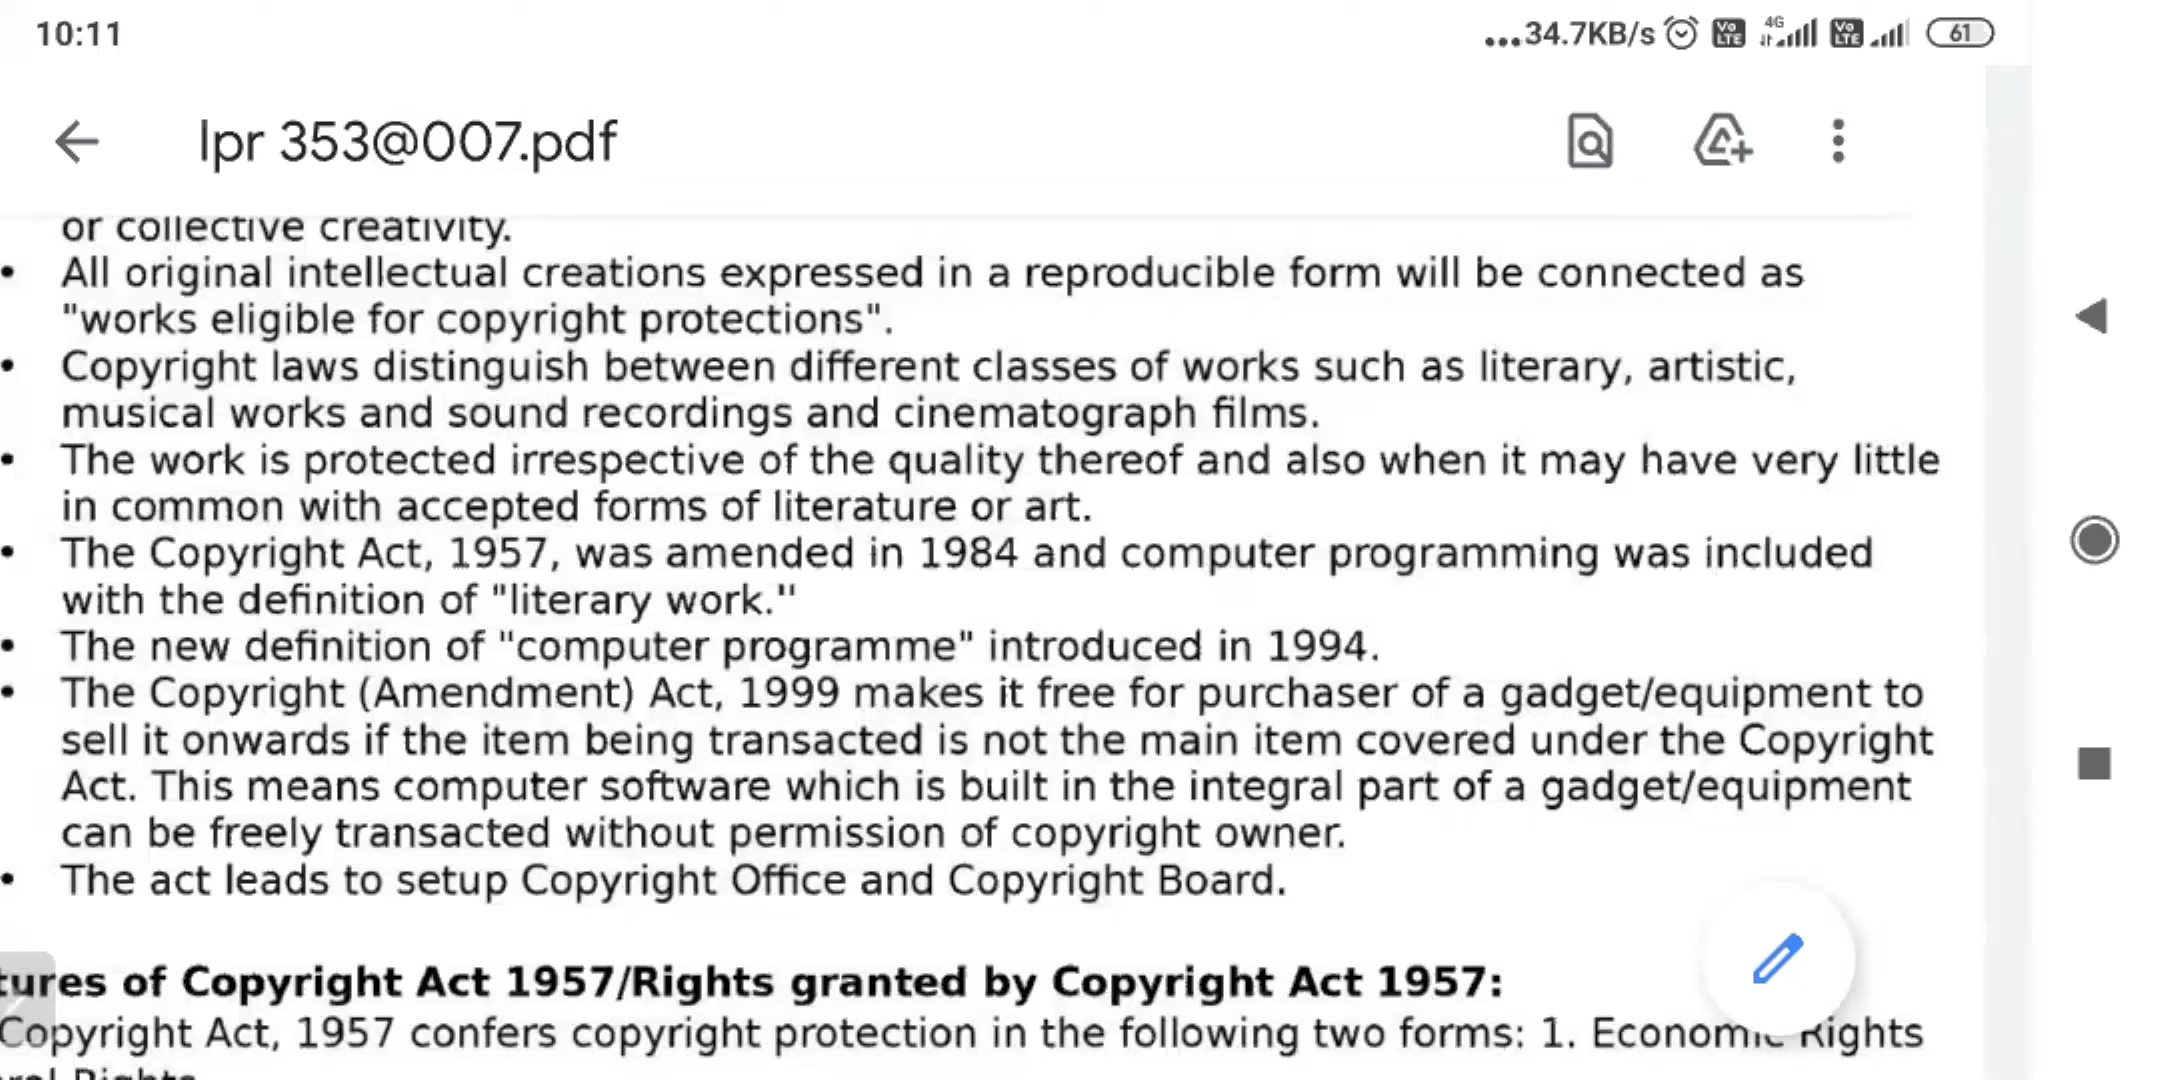 10:11
...34.7KB/s Vo LTE 4G Vo LTE 61
lpr 353@007.pdf
or collective creativity.
• All original intellectual creations expressed in a reproducible form will be connected as
"works eligible for copyright protections".
• Copyright laws distinguish between different classes of works such as literary, artistic,
musical works and sound recordings and cinematograph films.
• The work is protected irrespective of the quality thereof and also when it may have very little
in common with accepted forms of literature or art.
• The Copyright Act, 1957, was amended in 1984 and computer programming was included
with the definition of "literary work.''
• The new definition of "computer programme" introduced in 1994.
• The Copyright (Amendment) Act, 1999 makes it free for purchaser of a gadget/equipment to
sell it onwards if the item being transacted is not the main item covered under the Copyright
Act. This means computer software which is built in the integral part of a gadget/equipment
can be freely transacted without permission of copyright owner.
• The act leads to setup Copyright Office and Copyright Board.
tures of Copyright Act 1957/Rights granted by Copyright Act 1957:
Copyright Act, 1957 confers copyright protection in the following two forms: 1. Economic Rights
Rights